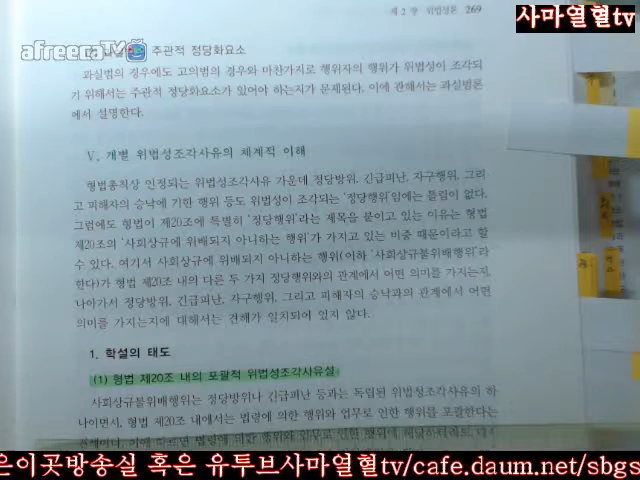 제 2 장 위법성론 269
사마열혈tv
afreecaTV
주관적 정당화요소
과실범의 경우에도 고의범의 경우와 마찬가지로 행위자의 행위가 위법성이 조각되
기 위해서는 주관적 정당화요소가 있어야 하는지가 문제된다. 이에 관해서는 과실범론
에서 설명한다.
Ⅴ. 개별 위법성조각사유의 체계적 이해
형법총칙상 인정되는 위법성조각사유 가운데 정당방위, 긴급피난, 자구행위, 그리
고 피해자의 승낙에 기한 행위 등도 위법성이 조각되는 '정당행위'임에는 틀림이 없다.
그럼에도 형법이 제20조에 특별히 '정당행위'라는 제목을 붙이고 있는 이유는 형법
제20조의 '사회상규에 위배되지 아니하는 행위'가 가지고 있는 비중 때문이라고 할
수 있다. 여기서 사회상규에 위배되지 아니하는 행위(이하 '사회상규불위배행위'라
한다)가 형법 제20조 내의 다른 두 가지 정당행위와의 관계에서 어떤 의미를 가지는지,
나아가서 정당방위, 긴급피난, 자구행위, 그리고 피해자의 승낙과의 관계에서 어떤
의미를 가지는지에 대해서는 견해가 일치되어 있지 않다.
1. 학설의 태도
(1) 형법 제20조 내의 포괄적 위법성조각사유설
사회상규불위배행위는 정당방위나 긴급피난 등과는 독립된 위법성조각사유의 하
나이면서, 형법 제20조 내에서는 법령에 의한 행위와 업무로 인한 행위를 포괄한다는
은이곳방송실 혹은 유투브사마열혈tv/cafe.daum.net/sbgs